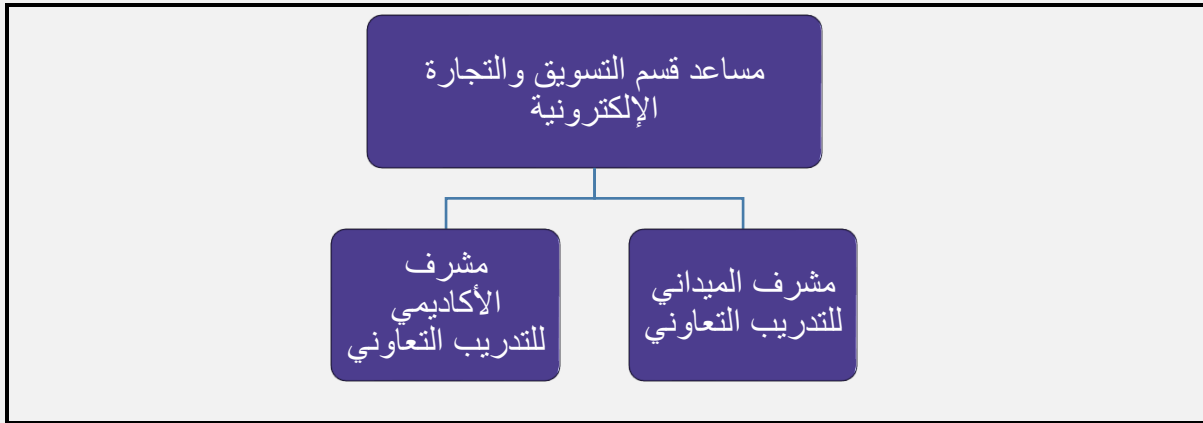 مساعد قسم التسويق والتجارة
الإلكترونية
مشرف الميداني
للتدريب التعاوني
مشرف
الأكاديمي
للتدريب التعاوني